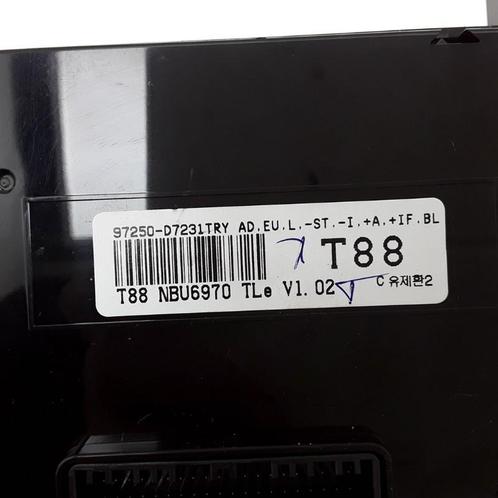 97250-D7231TRY AD.EU.L.-ST.-I.+A.+IF.BL
T88
T88 NBU6970 TLe V1.02
C 유제환2